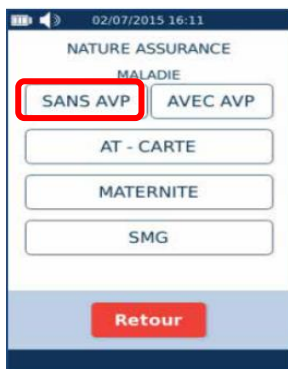 02/07/2015 16:11
NATURE ASSURANCE
MALADIE
SANS AVP AVEC AVP
AT - CARTE
MATERNITE
SMG
Retour